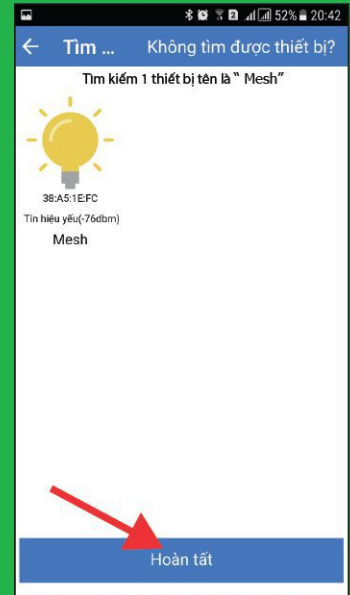 2 52% 20:42
← Tìm ... Không tìm được thiết bị?
Tìm kiếm 1 thiết bị tên là “ Mesh”
38:A5:1E:FC
Tín hiệu yếu(-76dbm)
Mesh
Hoàn tất